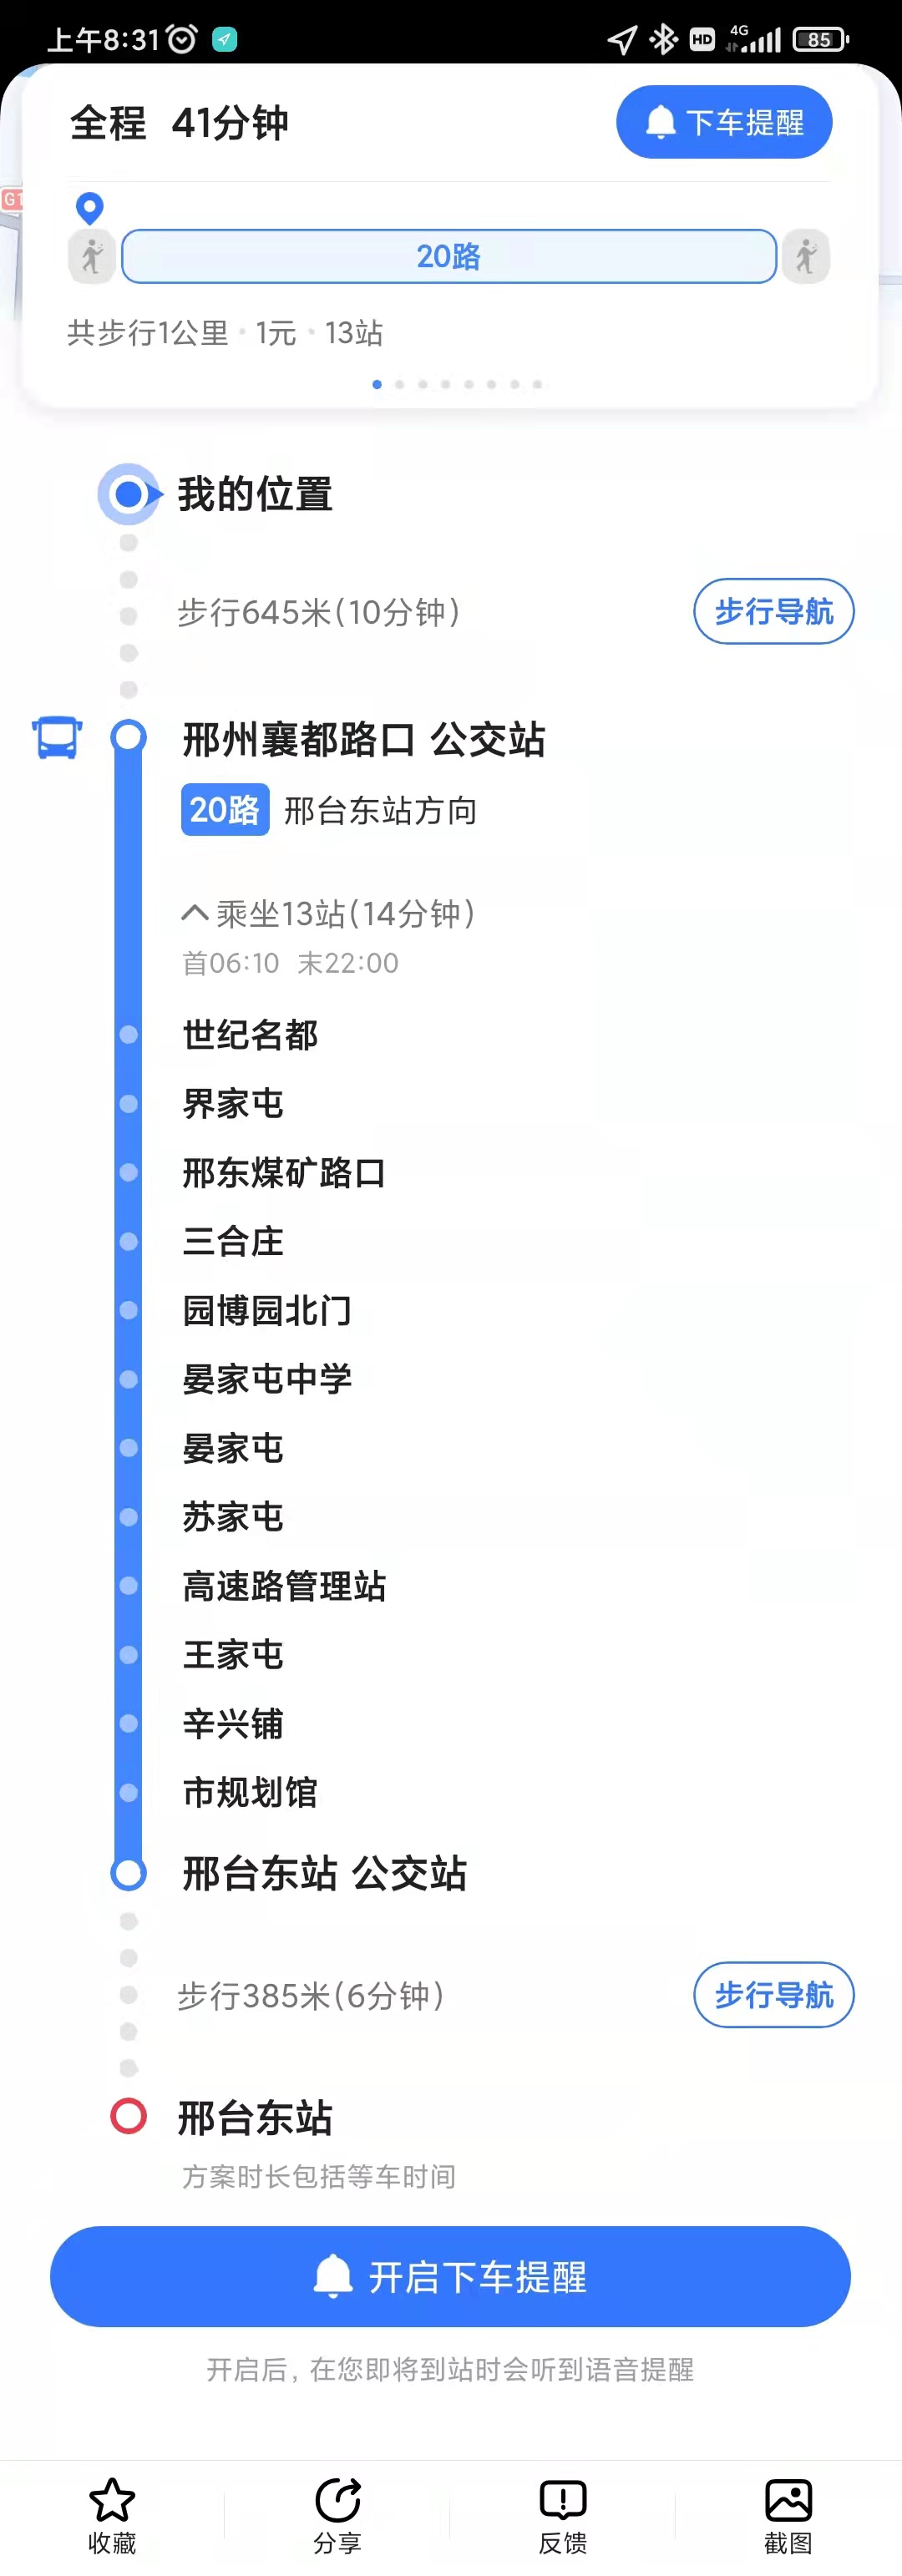 上午8:31
HD 4G 85
全程 41分钟
下车提醒
G1
20路
共步行1公里·1元·13站
我的位置
步行645米(10分钟)
步行导航
邢州襄都路口 公交站
20路 邢台东站方向
乘坐13站(14分钟)
首06:10 末22:00
世纪名都
界家屯
邢东煤矿路口
三合庄
园博园北门
晏家屯中学
晏家屯
苏家屯
高速路管理站
王家屯
辛兴铺
市规划馆
邢台东站 公交站
步行385米(6分钟)
步行导航
邢台东站
方案时长包括等车时间
开启下车提醒
开启后, 在您即将到站时会听到语音提醒
收藏 分享 反馈 截图